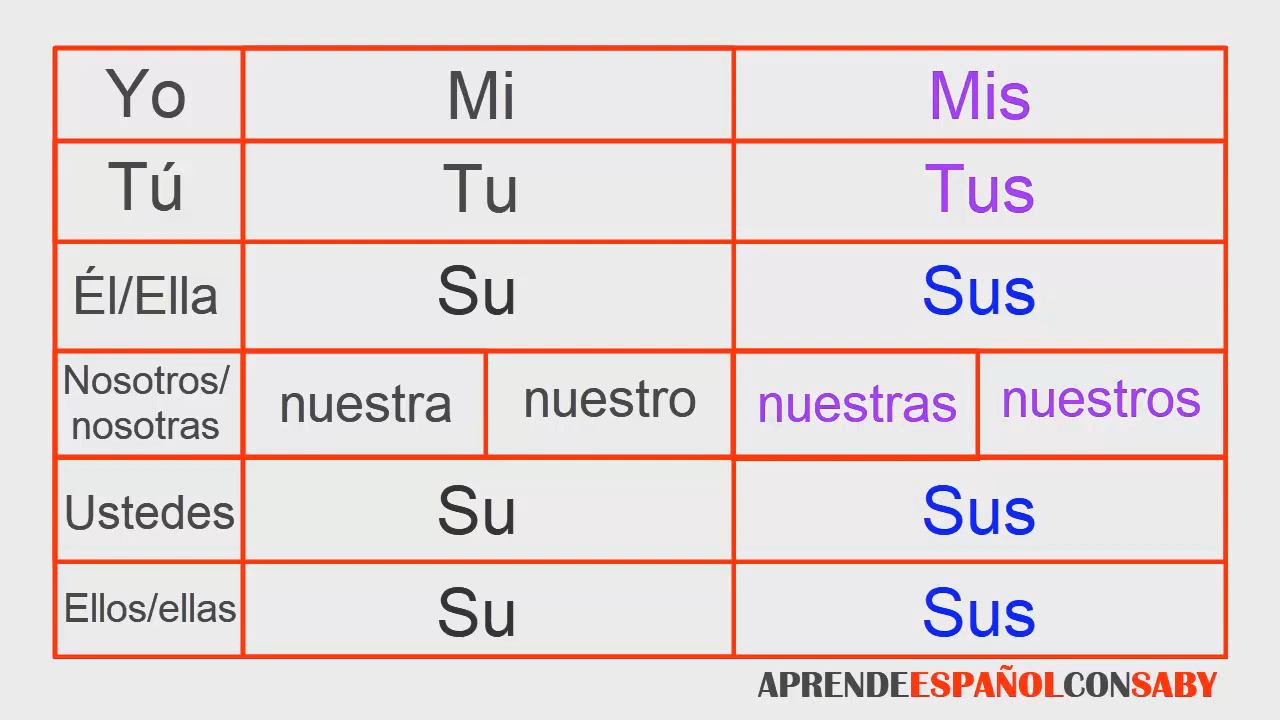 Yo Mi Mis
Tú Tu Tus
Él/Ella Su Sus
Nosotros/
nosotras nuestra nuestro nuestras nuestros
Ustedes Su Sus
Ellos/ellas Su Sus
APRENDEESPAÑOLCONSABY